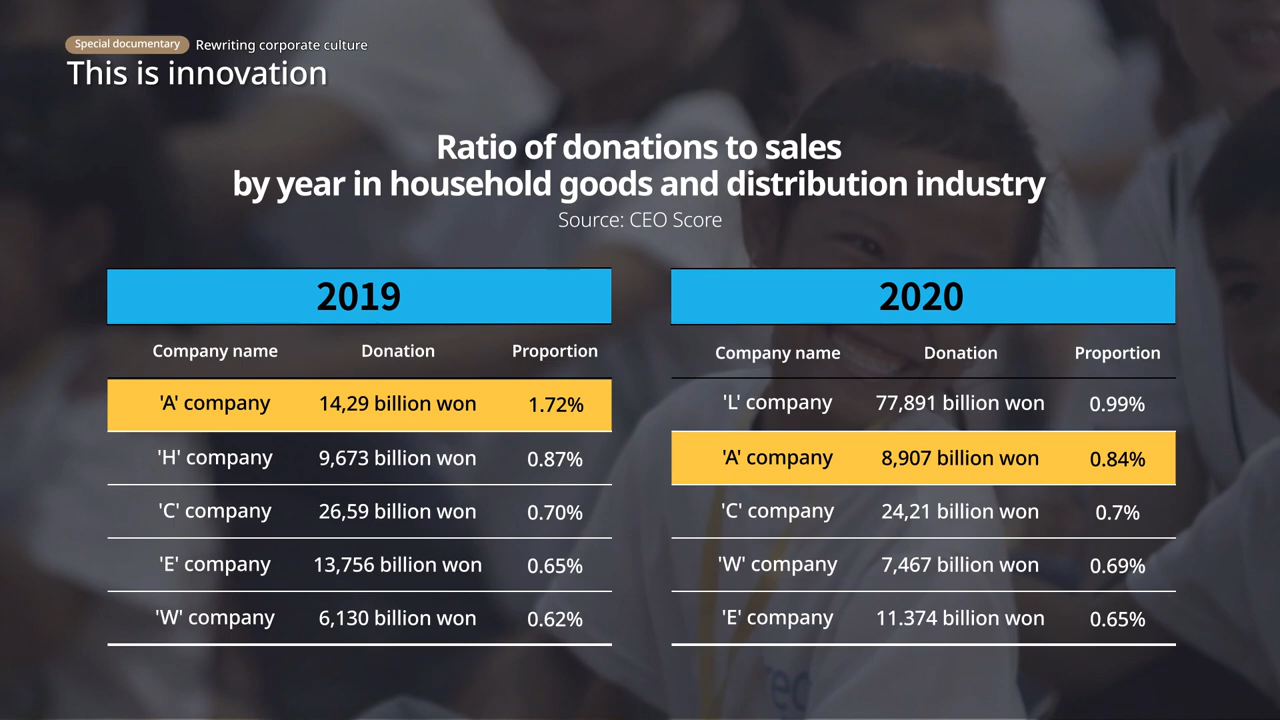 Special documentary Rewriting corporate culture
This is innovation
Ratio of donations to sales
by year in household goods and distribution industry
Source: CEO Score
2019
Company name Donation Proportion
'A' company 14,29 billion won 1.72%
'H' company 9,673 billion won 0.87%
'C' company 26,59 billion won 0.70%
'E' company 13,756 billion won 0.65%
'W' company 6,130 billion won 0.62%
2020
Company name Donation Proportion
'L' company 77,891 billion won 0.99%
'A' company 8,907 billion won 0.84%
'C' company 24,21 billion won 0.7%
'W' company 7,467 billion won 0.69%
'E' company 11.374 billion won 0.65%